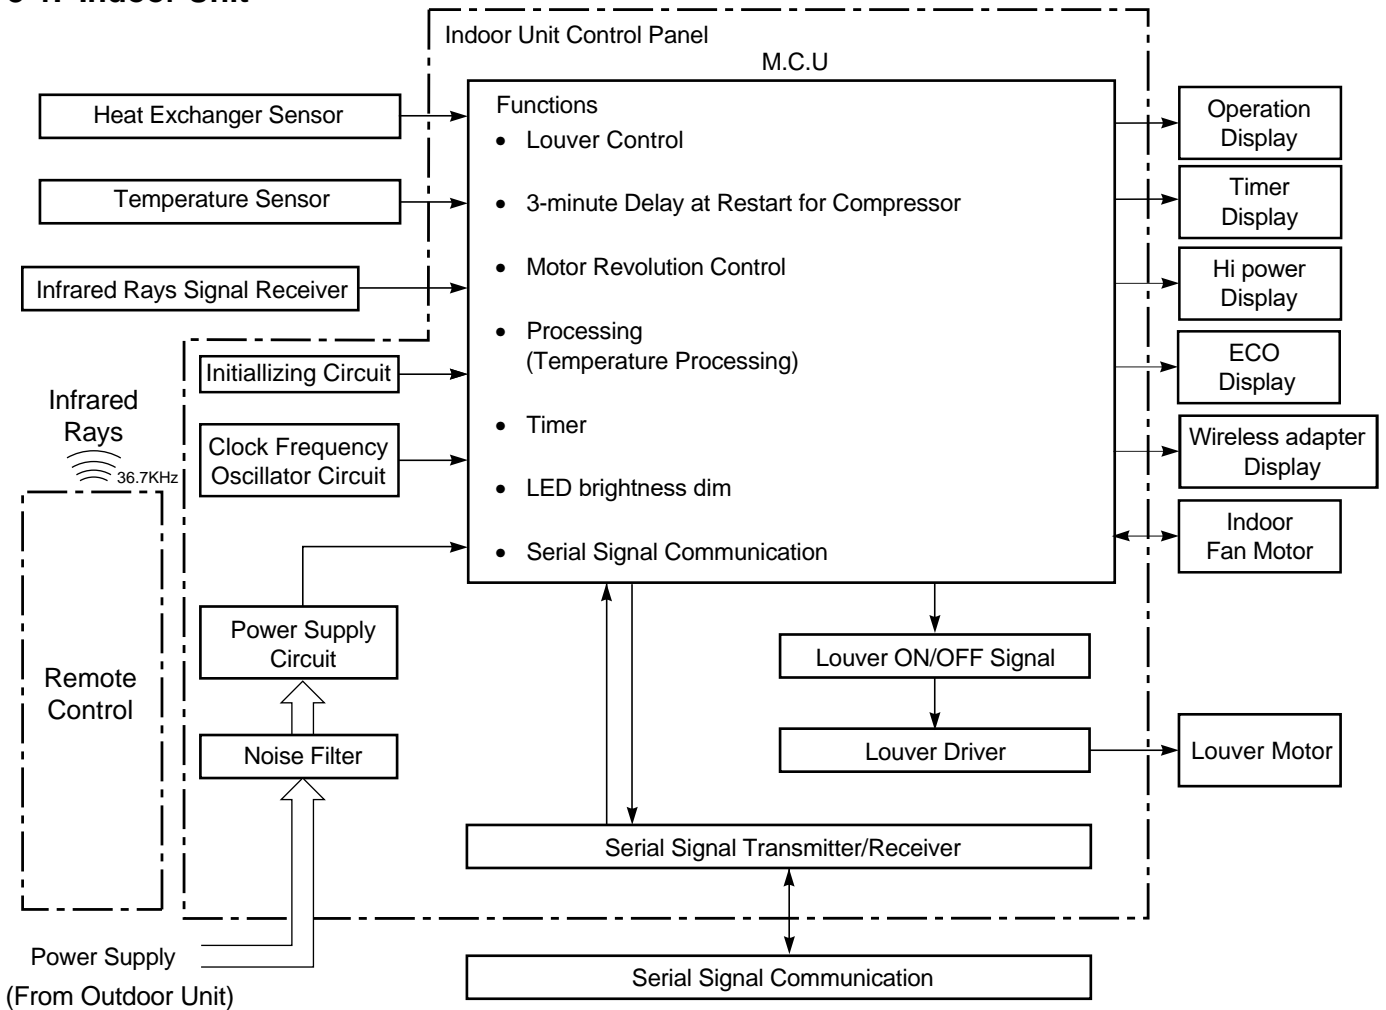 Indoor Unit
Indoor Unit Control Panel
M.C.U
Functions
• Louver Control
• 3-minute Delay at Restart for Compressor
• Motor Revolution Control
• Processing
(Temperature Processing)
• Timer
• LED brightness dim
• Serial Signal Communication
Heat Exchanger Sensor
Temperature Sensor
Infrared Rays Signal Receiver
Initiallizing Circuit
Clock Frequency
Oscillator Circuit
Infrared
Rays
36.7KHz
Remote
Control
Power Supply
Circuit
Noise Filter
Power Supply
(From Outdoor Unit)
Operation
Display
Timer
Display
Hi power
Display
ECO
Display
Wireless adapter
Display
Indoor
Fan Motor
Louver ON/OFF Signal
Louver Driver
Louver Motor
Serial Signal Transmitter/Receiver
Serial Signal Communication